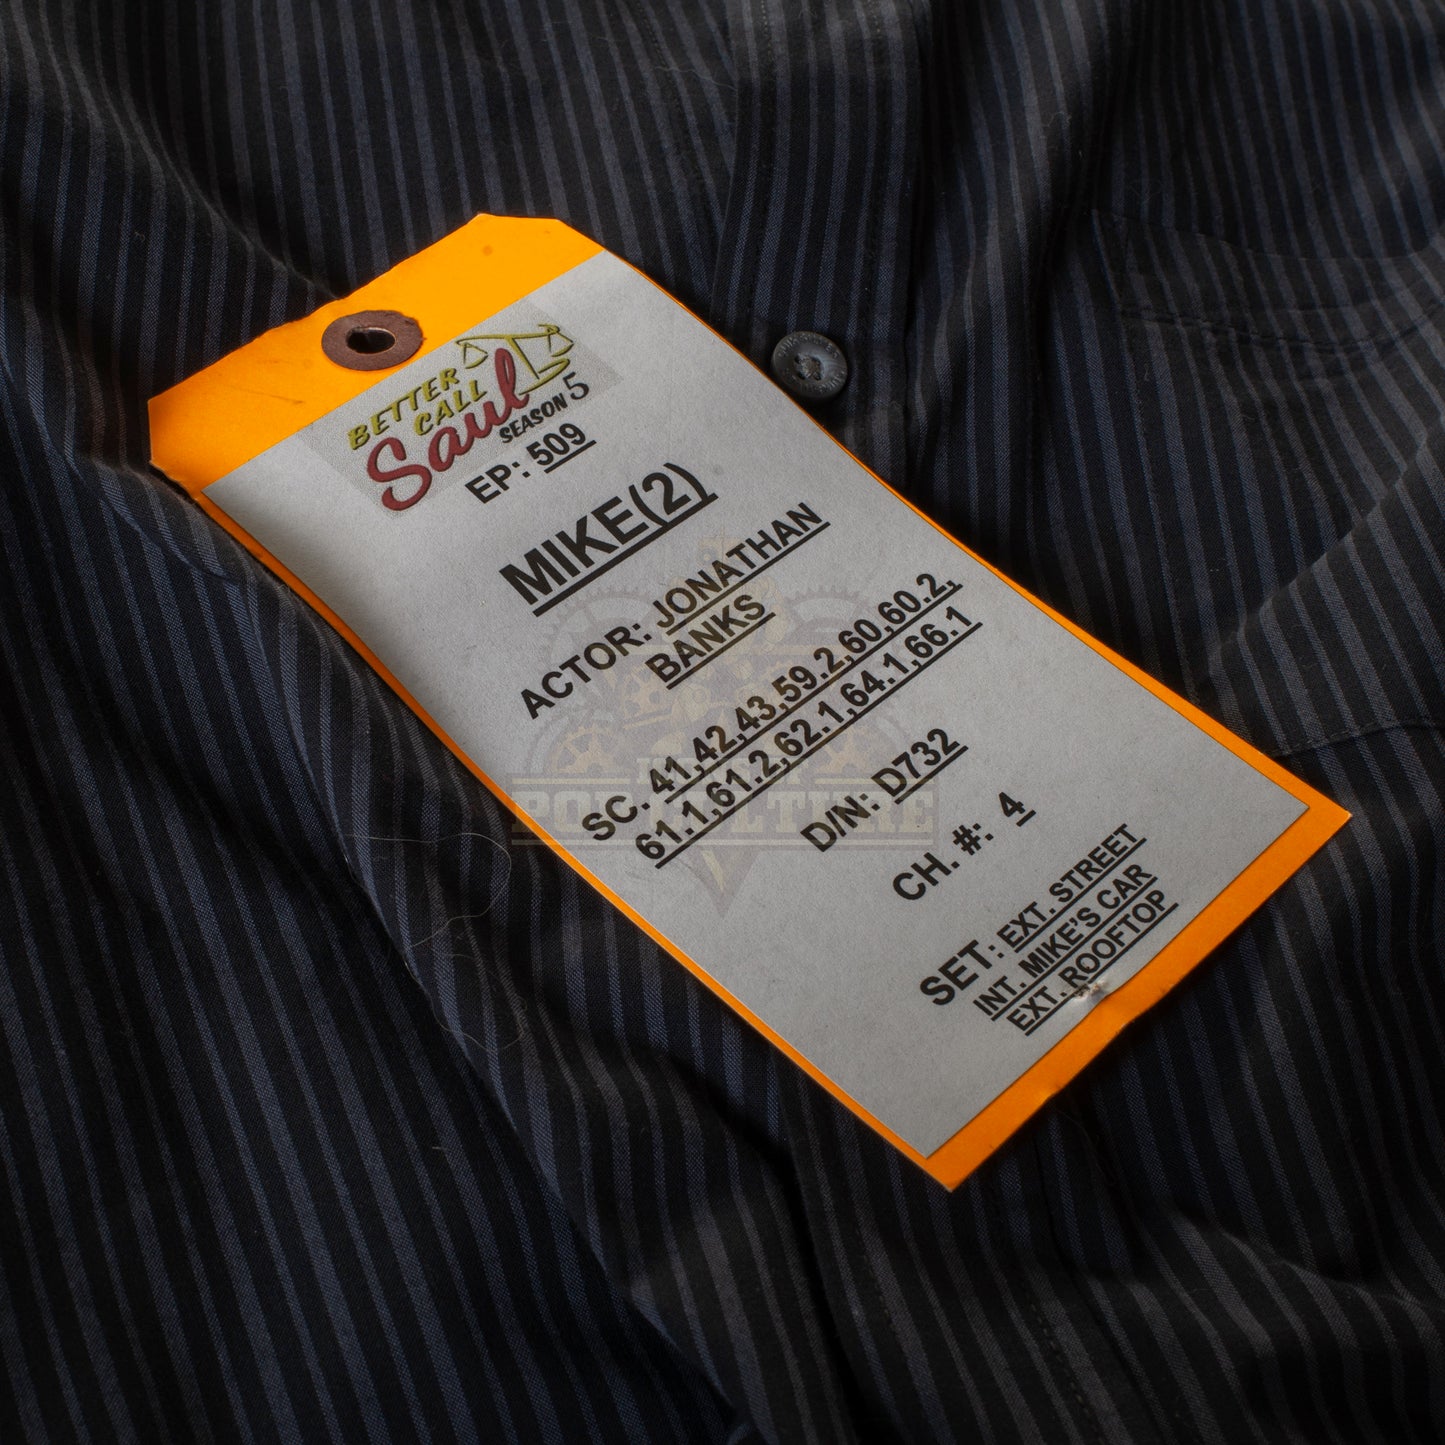 BETTER
CALL
Saul
SEASON 5
EP: 509
MIKE(2)
ACTOR: JONATHAN
BANKS
SC. 41,42,43,59.2,60,60.2,
61.1,61.2,62.1,64.1,66.1
D/N: D732
CH. #: 4
SET: EXT. STREET
INT. MIKE'S CAR
EXT. ROOFTOP
POP CULTURE